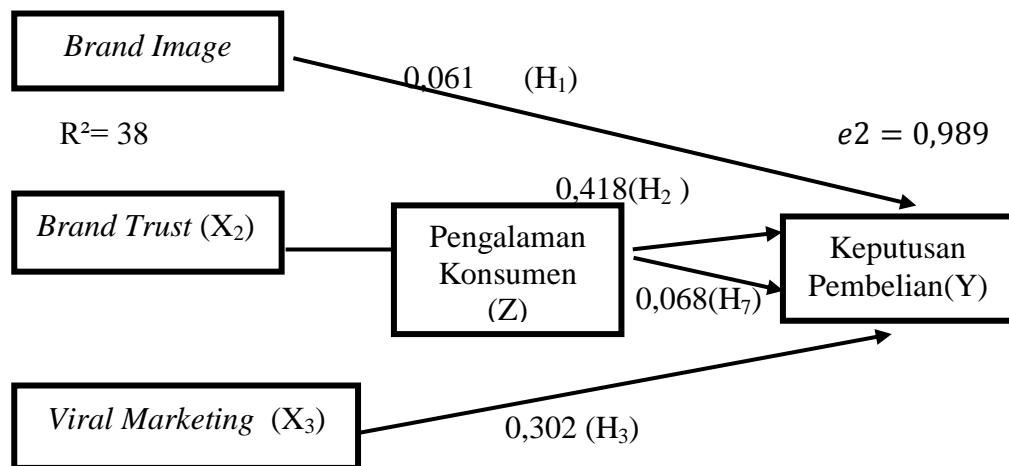 Brand Image
0,061 (H₁)
R²= 38
e2 = 0,989
0,418(H₂ )
Brand Trust (X₂)
Pengalaman
Konsumen
(Z)
Keputusan
Pembelian(Y)
0,068(H₇)
Viral Marketing (X₃)
0,302 (H₃)